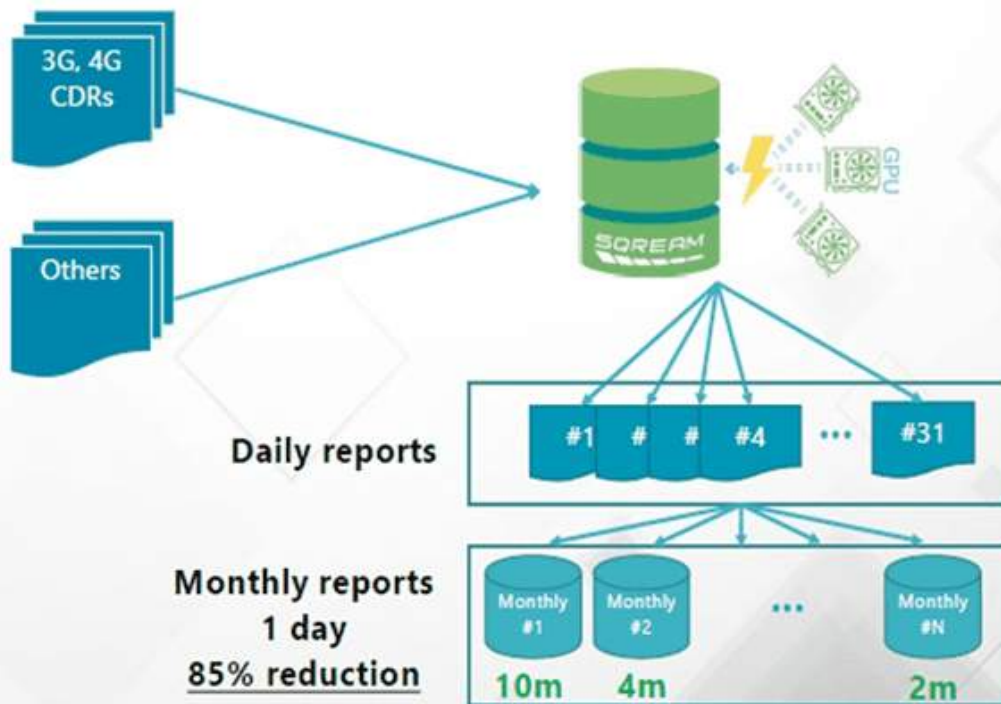 3G, 4G
CDRs
Others
SQREAM
GPU
Daily reports
#1
#
#
#4
...
#31
Monthly reports
1 day
85% reduction
Monthly
#1
Monthly
#2
...
Monthly
#N
10m
4m
2m